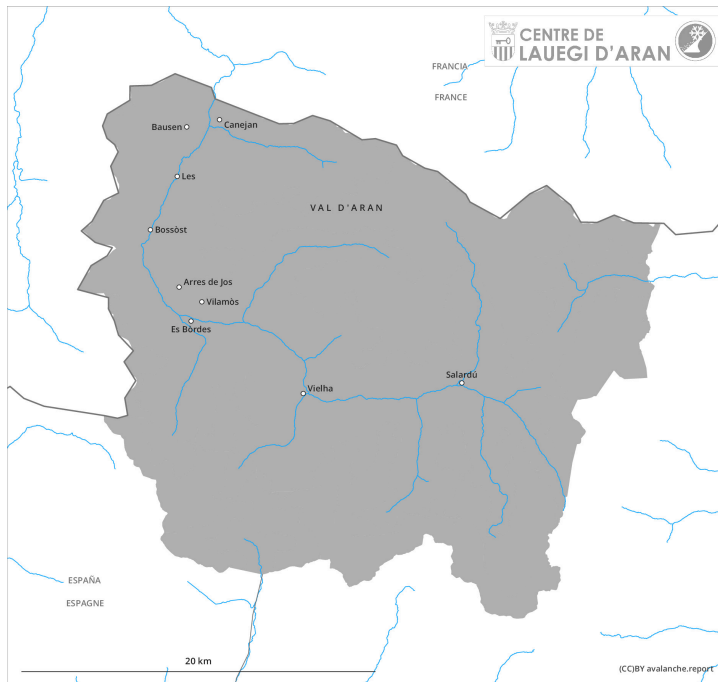 CENTRE DE
LAUEGI D'ARAN
FRANCIA
FRANCE
Canejan
Bausen
Les
VAL D'ARAN
Bossòst
Arres de Jos
Vilamòs
Es Bòrdes
Salardú
Vielha
ESPAÑA
ESPAGNE
20 km
(CC)BY avalanche.report